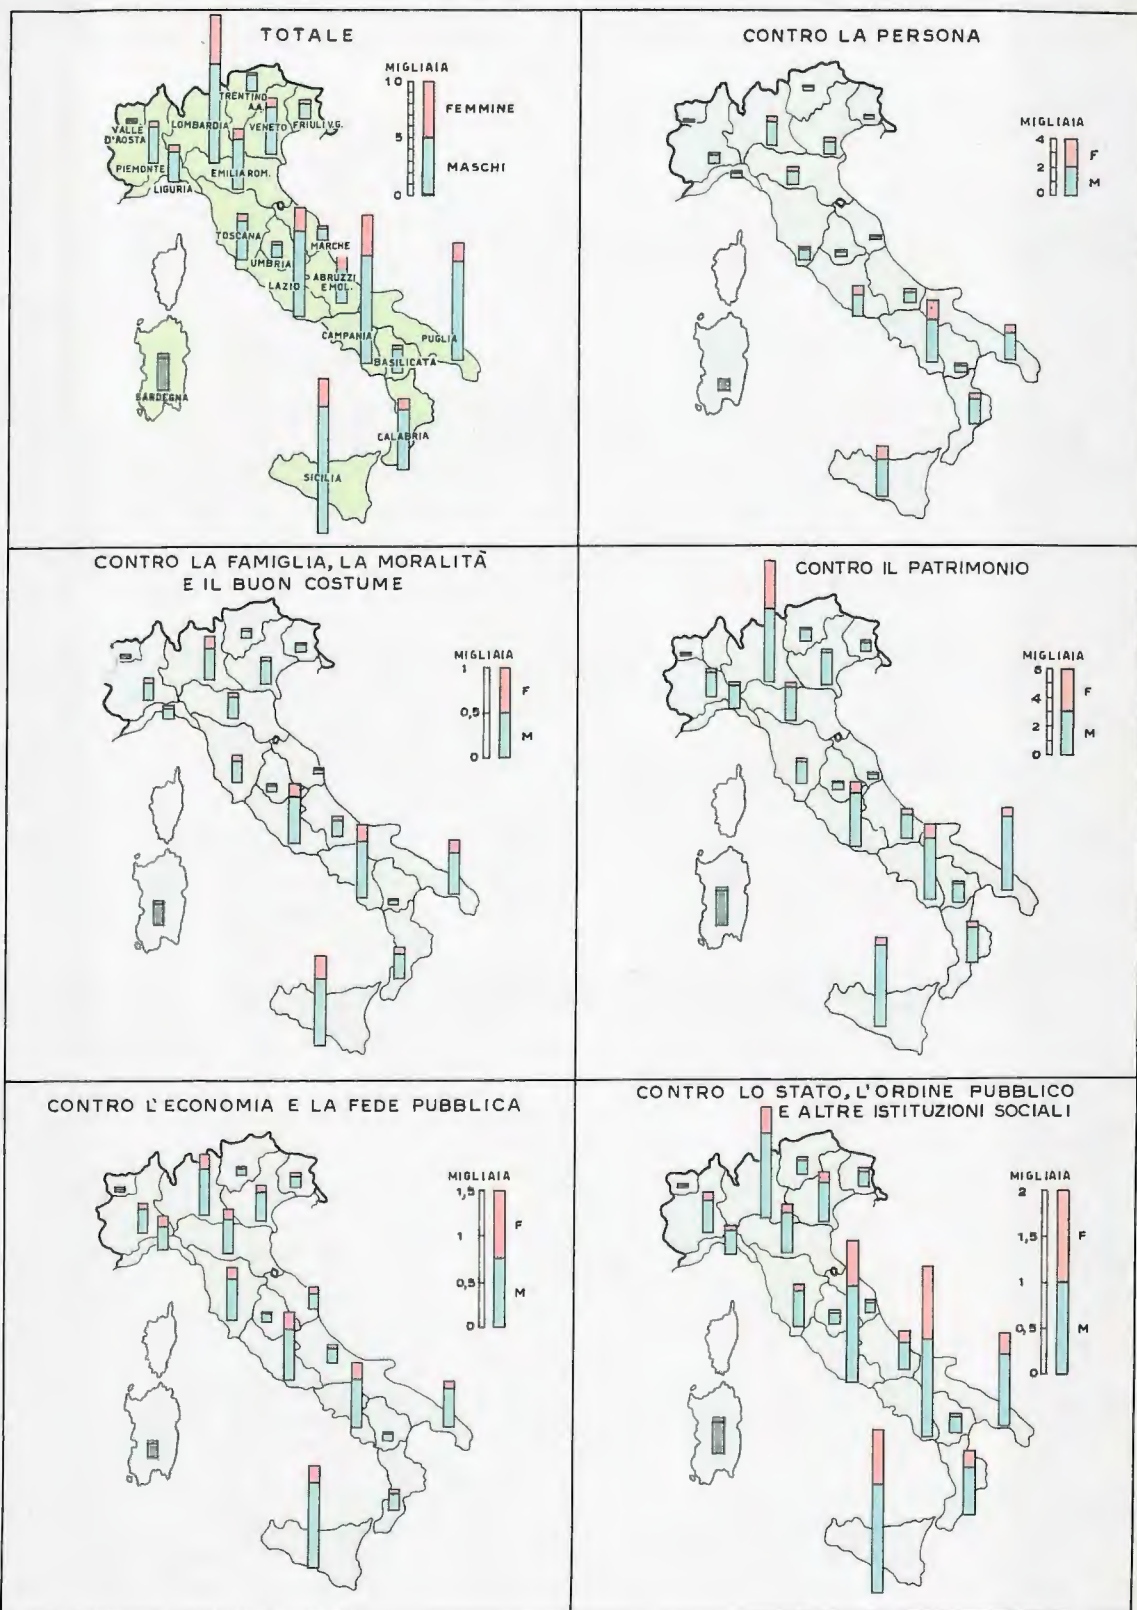 TOTALE
MIGLIAIA
10
FEMMINE
5
MASCHI
0
TRENTINO
A.A.
VALLE
D'AOSTA
LOMBARDIA
VENETO
FRIULI V.G.
PIEMONTE
EMILIA ROM.
LIGURIA
TOSCANA
MARCHE
UMBRIA
ABRUZZI
E MOL.
LAZIO
CAMPANIA
PUGLIA
BASILICATA
SARDEGNA
CALABRIA
SICILIA
CONTRO LA PERSONA
MIGLIAIA
4
F
2
M
0
CONTRO LA FAMIGLIA, LA MORALITÀ
E IL BUON COSTUME
MIGLIAIA
1
F
0,5
M
0
CONTRO IL PATRIMONIO
MIGLIAIA
6
F
4
2
M
0
CONTRO L'ECONOMIA E LA FEDE PUBBLICA
MIGLIAIA
1,5
F
1
0,5
M
0
CONTRO LO STATO, L'ORDINE PUBBLICO
E ALTRE ISTITUZIONI SOCIALI
MIGLIAIA
2
1,5
F
1
0,5
M
0